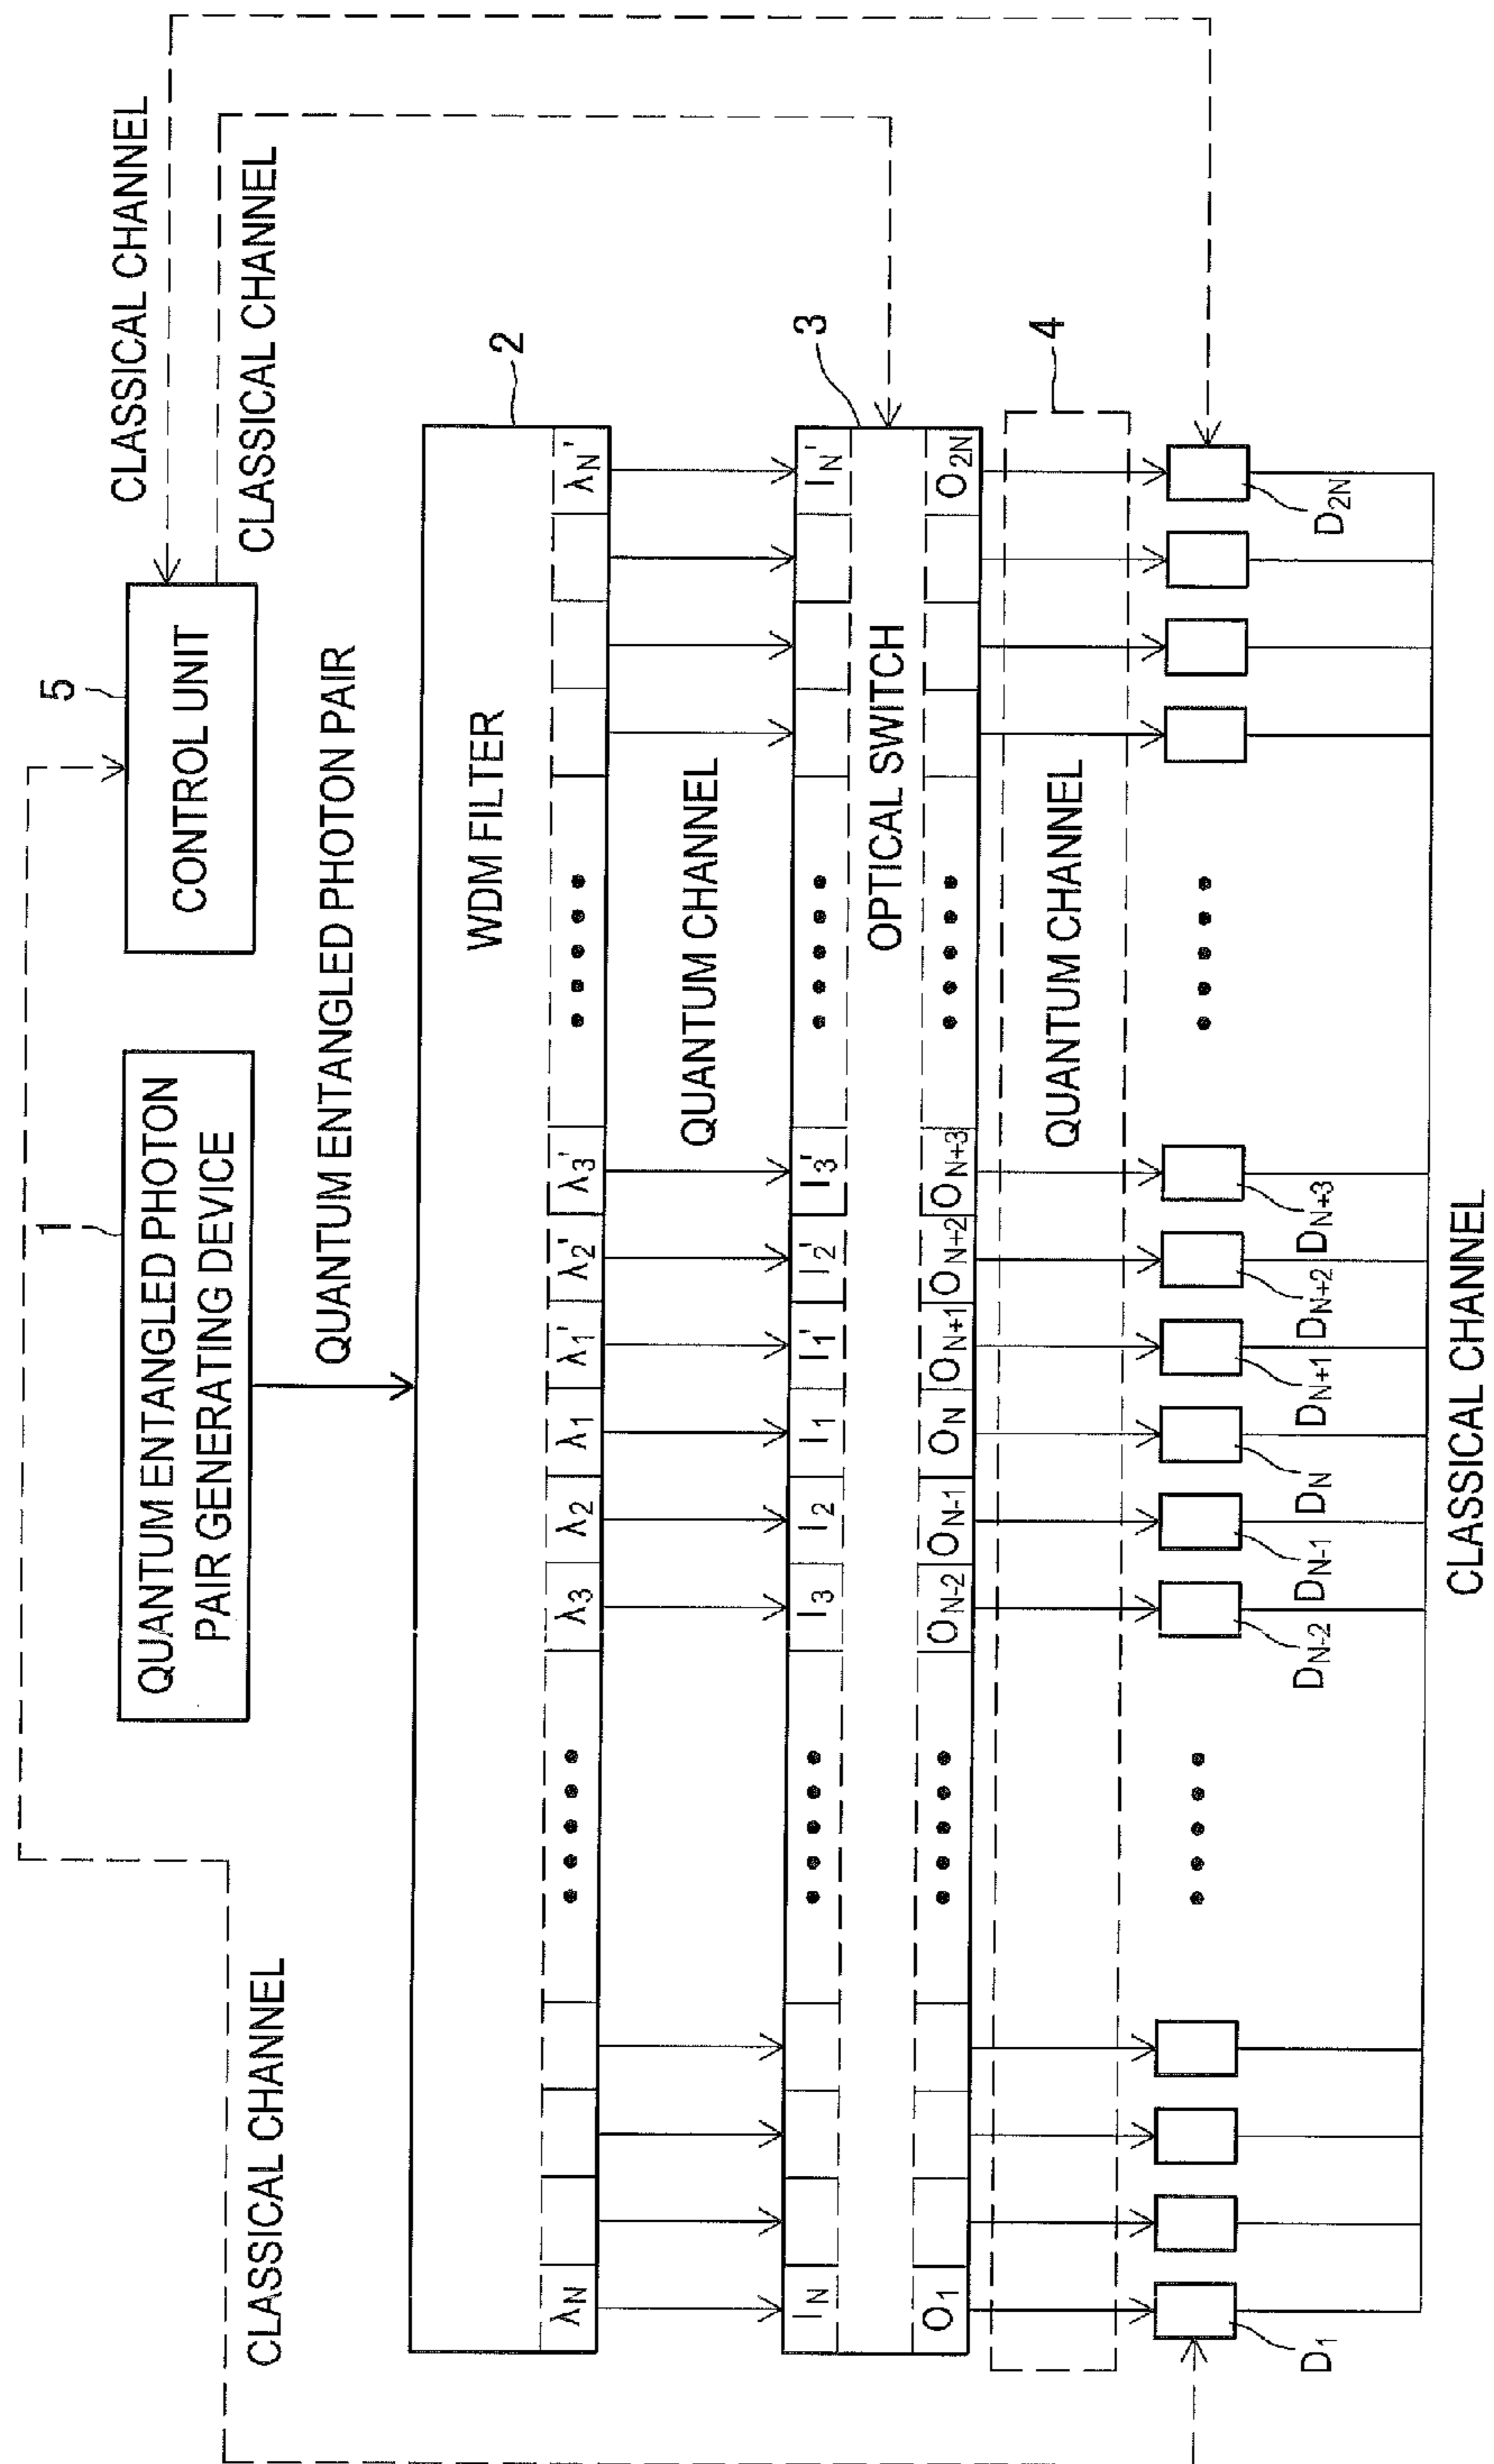 CLASSICAL CHANNEL
CLASSICAL CHANNEL
CLASSICAL CHANNEL
1
QUANTUM ENTANGLED PHOTON
PAIR GENERATING DEVICE
5
CONTROL UNIT
QUANTUM ENTANGLED PHOTON PAIR
2
WDM FILTER
λN λ3 λ2 λ1 λ1' λ2' λ3' λN'
QUANTUM CHANNEL
3
IN I3 I2 I1 I1' I2' I3' IN'
OPTICAL SWITCH
O1 ON-2 ON-1 ON ON+1 ON+2 ON+3 O2N
4
QUANTUM CHANNEL
D1 DN-2 DN-1 DN DN+1 DN+2 DN+3 D2N
CLASSICAL CHANNEL